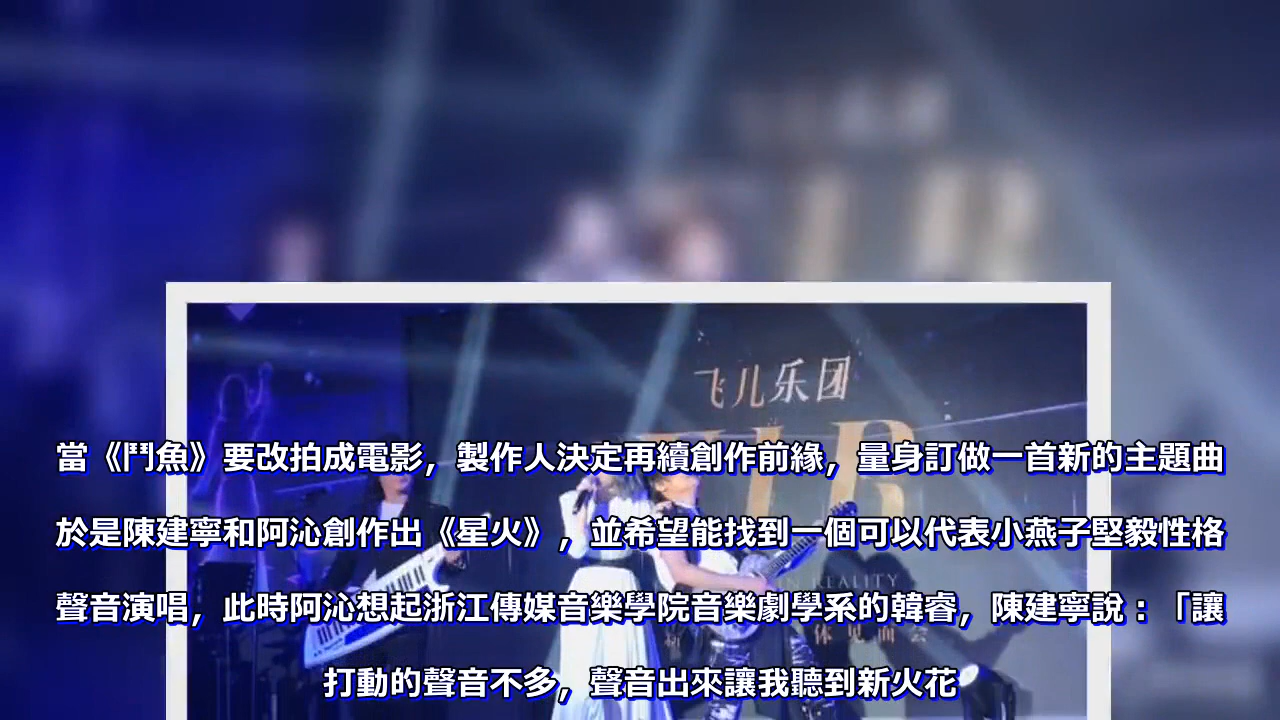 飞儿乐团
當《鬥魚》要改拍成電影，製作人決定再續創作前緣，量身訂做一首新的主題曲
於是陳建寧和阿沁創作出《星火》，並希望能找到一個可以代表小燕子堅毅性格
IN REALITY
聲音演唱，此時阿沁想起浙江傳媒音樂學院音樂劇學系的韓睿，陳建寧說：「讓
体见面会
打動的聲音不多，聲音出來讓我聽到新火花